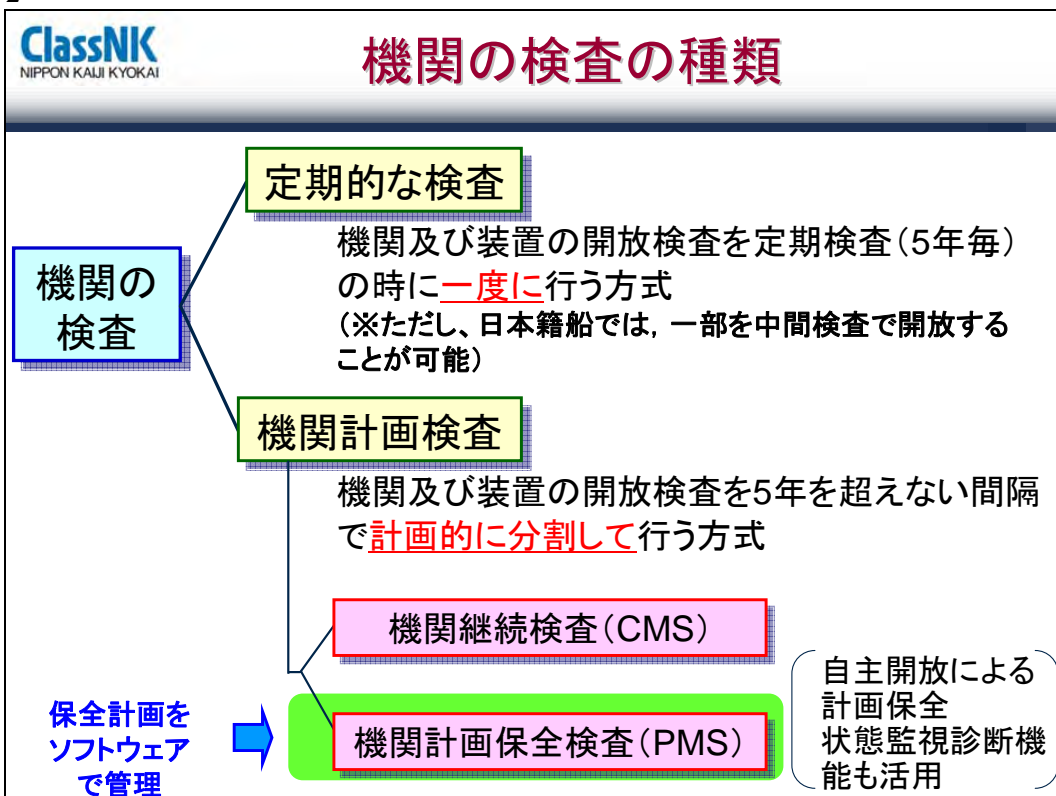 ClassNK
NIPPON KAIJI KYOKAI
機関の検査の種類
定期的な検査
機関及び装置の開放検査を定期検査(5年毎)
の時に一度に行う方式
(※ただし、日本籍船では，一部を中間検査で開放する
ことが可能)
機関の
検査
機関計画検査
機関及び装置の開放検査を5年を超えない間隔
で計画的に分割して行う方式
機関継続検査(CMS)
機関計画保全検査(PMS)
自主開放による
計画保全
状態監視診断機
能も活用
保全計画を
ソフトウェア
で管理